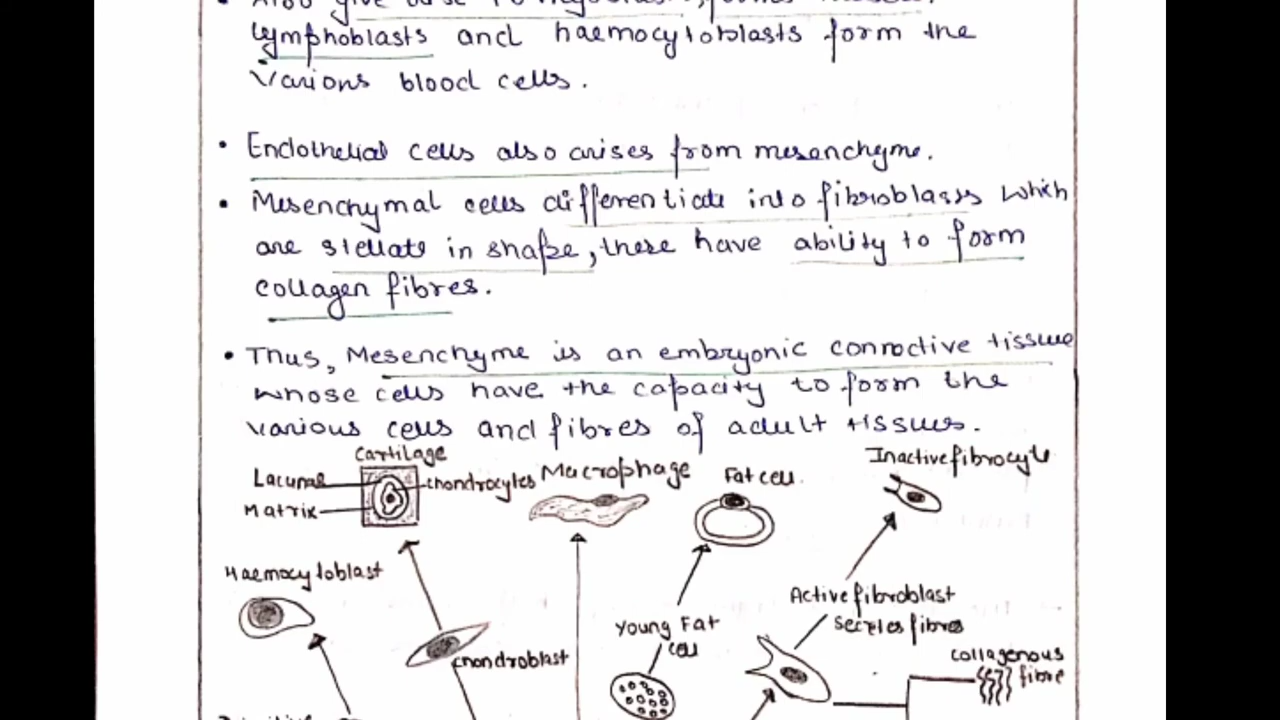 Also give
lymphoblasts and haemocytoblasts form the
various blood cells.
• Endothelial cells also arises from mesenchyme.
• Mesenchymal cells differentiate into fibroblasts which
are stellate in shape, these have ability to form
collagen fibres.
• Thus, Mesenchyme is an embryonic connective tissue
whose cells have the capacity to form the
various cells and fibres of adult tissues.
Cartilage
Lacunae
chondrocytes
Matrix
Macrophage
Fat cell
Inactive fibrocyte
Haemocytoblast
chondroblast
Young Fat
cell
Active fibroblast
secretes fibres
collagenous
fibre